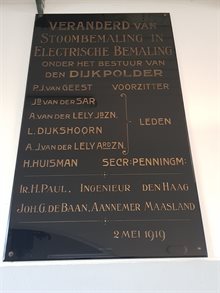 VERANDERD VAN
STOOMBEMALING IN
ELECTRISCHE BEMALING
ONDER HET BESTUUR VAN
DEN DIJKPOLDER
P.J. VAN GEEST VOORZITTER
JB. VAN DER SAR
A VAN DER LELY JBZN.
L. DIJKSHOORN
LEDEN
A.J. VAN DER LELY AROZN
H. HUISMAN SECR-PENNINGM:
IR. H. PAUL, INGENIEUR DEN HAAG
JOH. G. DE BAAN, AANNEMER MAASLAND
2 MEI 1919